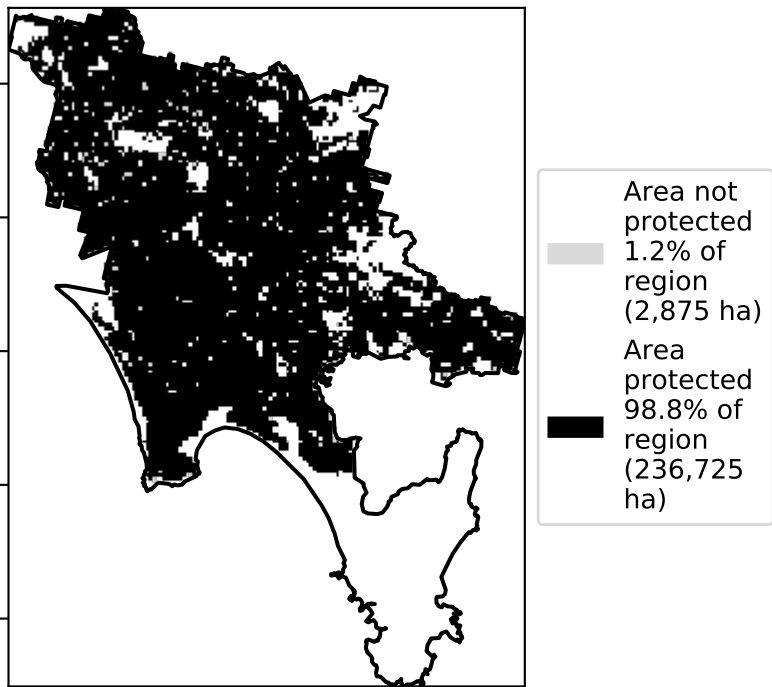 Area not
protected
1.2% of
region
(2,875 ha)
Area
protected
98.8% of
region
(236,725
ha)